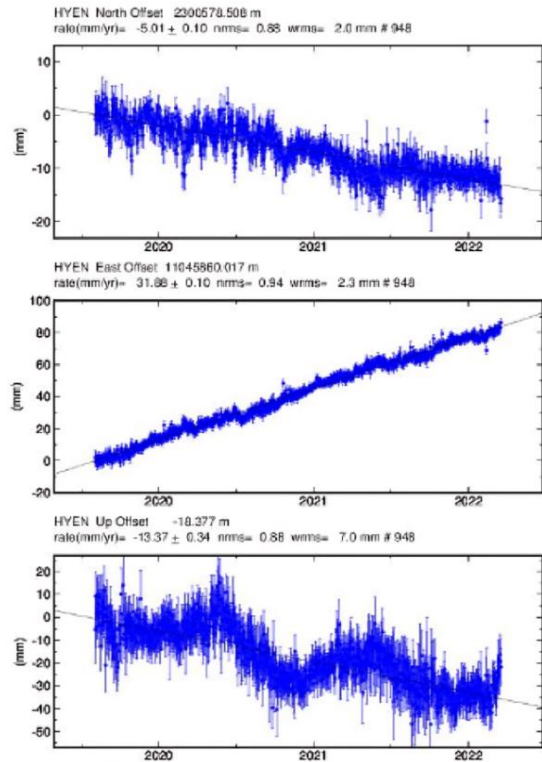 HYEN North Offset 2300578.508 m
rate(mm/yr)= -5.01 ± 0.10 nrms= 0.88 wrms= 2.0 mm # 948
10
0
-10
-20
(mm)
2020 2021 2022
HYEN East Offset 11045860.017 m
rate(mm/yr)= 31.88 ± 0.10 nrms= 0.94 wrms= 2.3 mm # 948
100
80
60
40
20
0
-20
(mm)
2020 2021 2022
HYEN Up Offset -18.377 m
rate(mm/yr)= -13.37 ± 0.34 nrms= 0.88 wrms= 7.0 mm # 948
20
10
0
-10
-20
-30
-40
-50
(mm)
2020 2021 2022